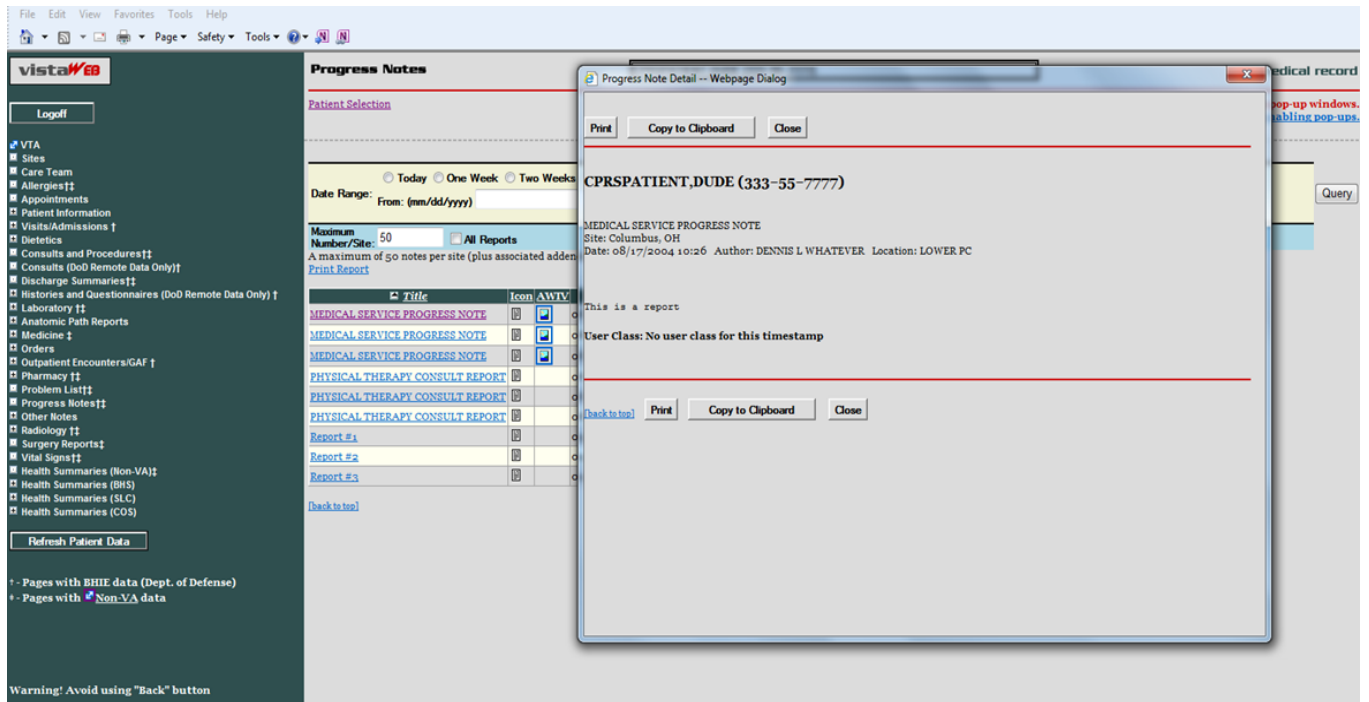 File Edit View Favorites Tools Help
Page Safety Tools
vistaWEB
Logoff
VTA
Sites
Care Team
Allergies†‡
Appointments
Patient Information
Visits/Admissions †
Dietetics
Consults and Procedures†‡
Consults (DoD Remote Data Only)†
Discharge Summaries†‡
Histories and Questionnaires (DoD Remote Data Only) †
Laboratory †‡
Anatomic Path Reports
Medicine ‡
Orders
Outpatient Encounters/GAF †
Pharmacy †‡
Problem List†‡
Progress Notes†‡
Other Notes
Radiology †‡
Surgery Reports‡
Vital Signs†‡
Health Summaries (Non-VA)‡
Health Summaries (BHS)
Health Summaries (SLC)
Health Summaries (COS)
Refresh Patient Data
† - Pages with BHIE data (Dept. of Defense)
‡ - Pages with Non-VA data
Warning! Avoid using "Back" button
Progress Notes
edical record
Patient Selection
pop-up windows.
nabling pop-ups.
Date Range: Today One Week Two Weeks
From: (mm/dd/yyyy)
Query
Maximum Number/Site: 50 All Reports
A maximum of 50 notes per site (plus associated adden
Print Report
Title Icon AWIV
MEDICAL SERVICE PROGRESS NOTE
MEDICAL SERVICE PROGRESS NOTE
MEDICAL SERVICE PROGRESS NOTE
PHYSICAL THERAPY CONSULT REPORT
PHYSICAL THERAPY CONSULT REPORT
PHYSICAL THERAPY CONSULT REPORT
Report #1
Report #2
Report #3
[back to top]
Progress Note Detail -- Webpage Dialog
Print Copy to Clipboard Close
CPRSPATIENT,DUDE (333-55-7777)
MEDICAL SERVICE PROGRESS NOTE
Site: Columbus, OH
Date: 08/17/2004 10:26 Author: DENNIS L WHATEVER Location: LOWER PC
This is a report
User Class: No user class for this timestamp
[back to top] Print Copy to Clipboard Close